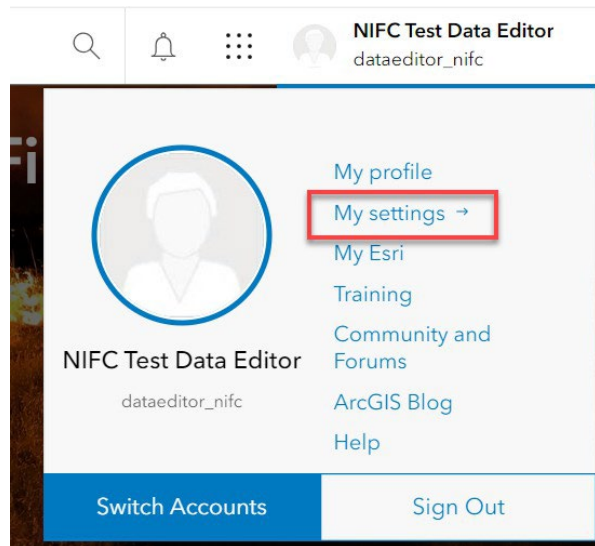 NIFC Test Data Editor
dataeditor_nifc
Fi
My profile
My settings →
My Esri
Training
Community and
Forums
ArcGIS Blog
Help
NIFC Test Data Editor
dataeditor_nifc
Switch Accounts
Sign Out